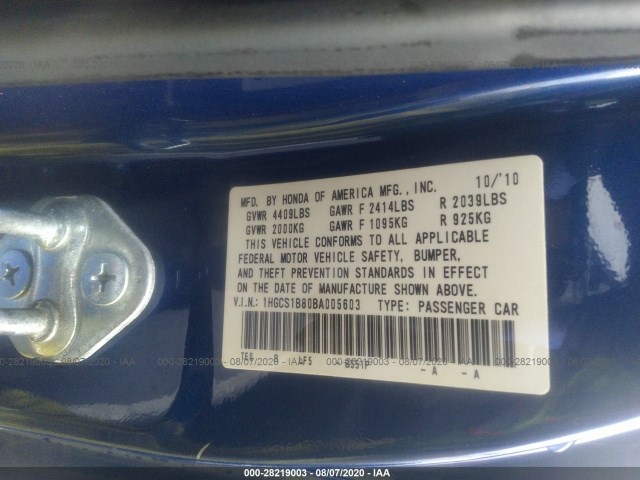 MFD. BY HONDA OF AMERICA MFG., INC. 10/'10
GVWR 4409LBS GAWR F 2414LBS R 2039LBS
GVWR 2000KG GAWR F 1095KG R 925KG
THIS VEHICLE CONFORMS TO ALL APPLICABLE
FEDERAL MOTOR VEHICLE SAFETY, BUMPER,
AND THEFT PREVENTION STANDARDS IN EFFECT
ON THE DATE OF MANUFACTURE SHOWN ABOVE.
V.I.N.: 1HGCS1B80BA005603 TYPE: PASSENGER CAR
B551P - A - A
000-28219003 - 08/07/2020 - IAA